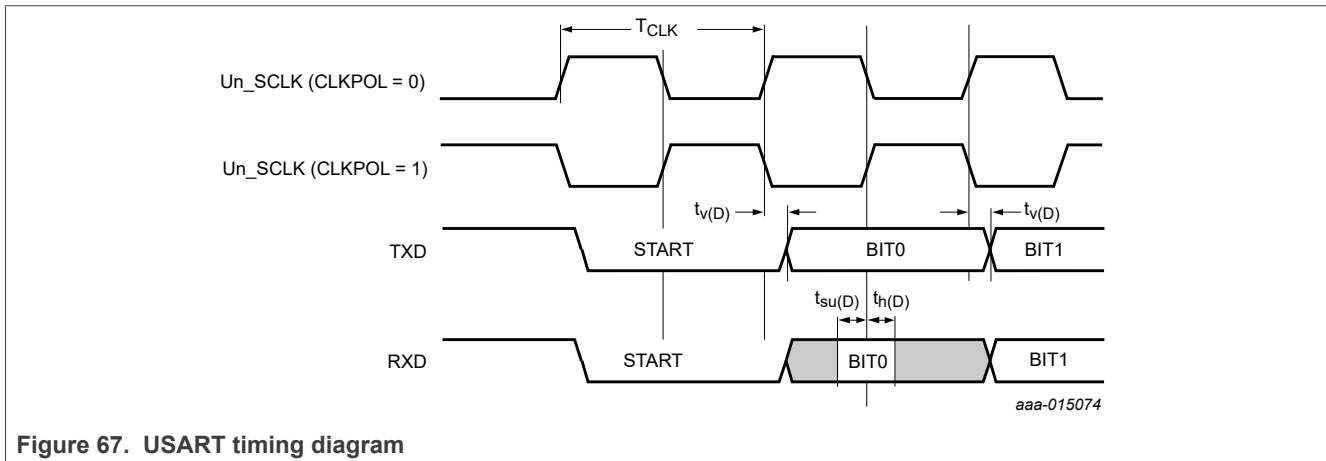 TCLK
Un_SCLK (CLKPOL = 0)
Un_SCLK (CLKPOL = 1)
tv(D) tv(D)
TXD START BIT0 BIT1
tsu(D) th(D)
RXD START BIT0 BIT1
aaa-015074
Figure 67. USART timing diagram